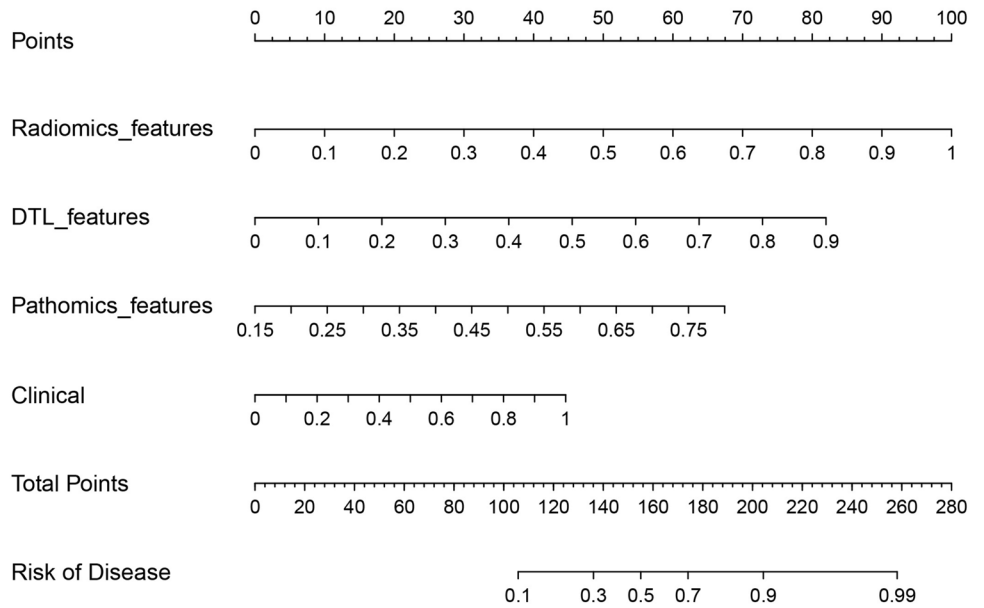 0 10 20 30 40 50 60 70 80 90 100
Points
Radiomics_features
0 0.1 0.2 0.3 0.4 0.5 0.6 0.7 0.8 0.9 1
DTL_features
0 0.1 0.2 0.3 0.4 0.5 0.6 0.7 0.8 0.9
Pathomics_features
0.15 0.25 0.35 0.45 0.55 0.65 0.75
Clinical
0 0.2 0.4 0.6 0.8 1
Total Points
0 20 40 60 80 100 120 140 160 180 200 220 240 260 280
Risk of Disease
0.1 0.3 0.5 0.7 0.9 0.99